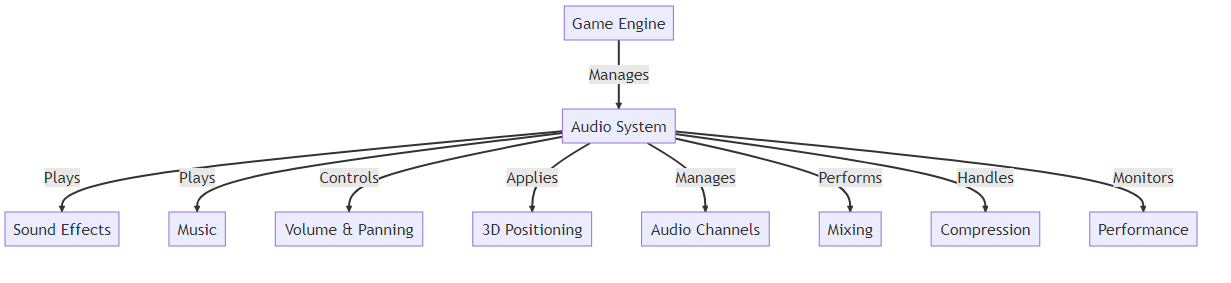 Game Engine
Manages
Audio System
Plays
Plays
Controls
Applies
Manages
Performs
Handles
Monitors
Sound Effects
Music
Volume & Panning
3D Positioning
Audio Channels
Mixing
Compression
Performance